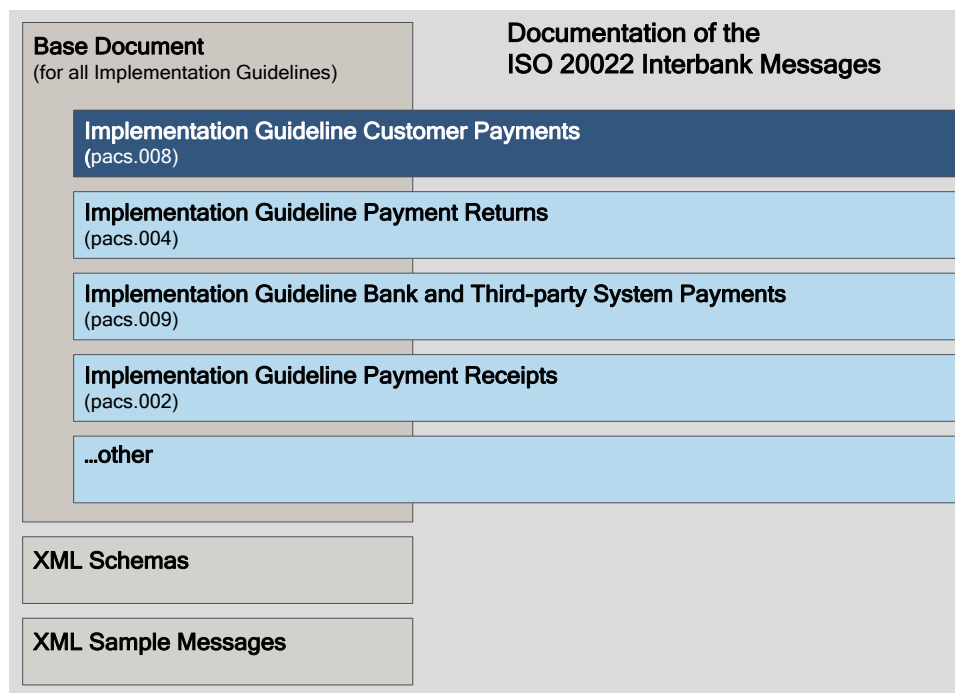 Base Document
(for all Implementation Guidelines)
Documentation of the
ISO 20022 Interbank Messages
Implementation Guideline Customer Payments
(pacs.008)
Implementation Guideline Payment Returns
(pacs.004)
Implementation Guideline Bank and Third-party System Payments
(pacs.009)
Implementation Guideline Payment Receipts
(pacs.002)
...other
XML Schemas
XML Sample Messages